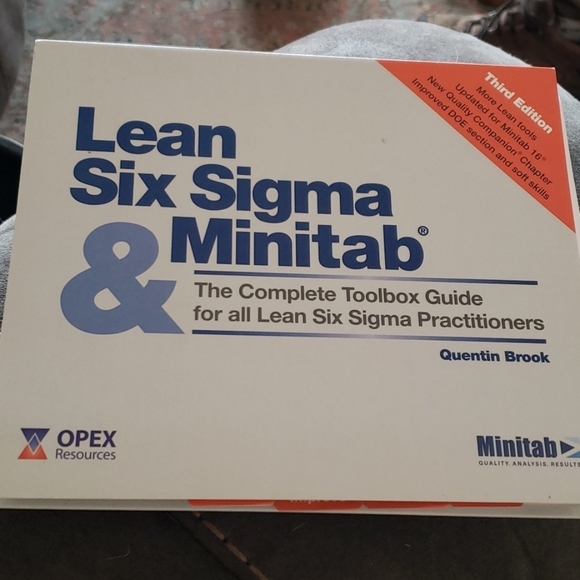 Third Edition
More Lean tools
Updated for Minitab 16®
New Quality Companion® Chapter
Improved DOE section and soft skills
Lean
Six Sigma
& Minitab®
The Complete Toolbox Guide
for all Lean Six Sigma Practitioners
Quentin Brook
OPEX
Resources
Minitab
QUALITY. ANALYSIS. RESULTS